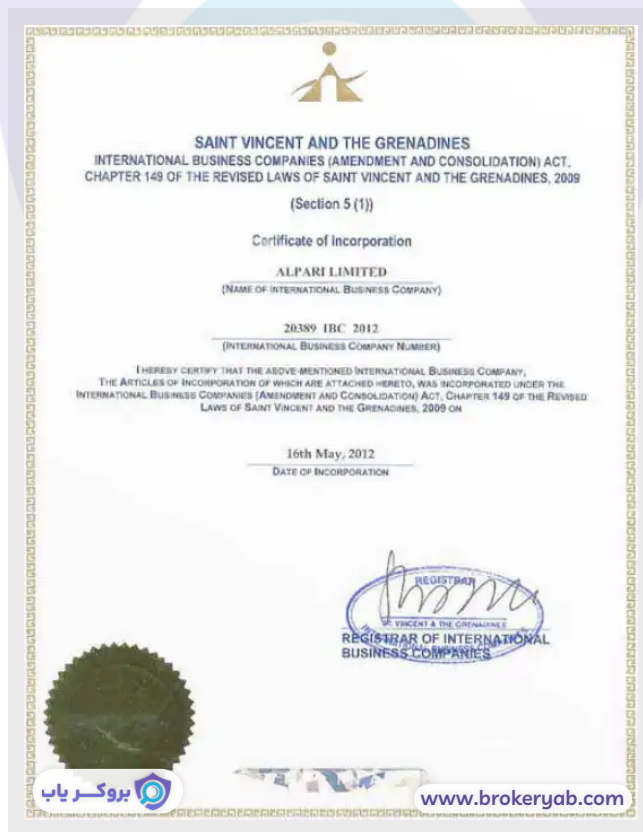 SAINT VINCENT AND THE GRENADINES
INTERNATIONAL BUSINESS COMPANIES (AMENDMENT AND CONSOLIDATION) ACT,
CHAPTER 149 OF THE REVISED LAWS OF SAINT VINCENT AND THE GRENADINES, 2009
(Section 5 (1))
Certificate of Incorporation
ALPARI LIMITED
(NAME OF INTERNATIONAL BUSINESS COMPANY)
20389 IBC 2012
(INTERNATIONAL BUSINESS COMPANY NUMBER)
I HEREBY CERTIFY THAT THE ABOVE-MENTIONED INTERNATIONAL BUSINESS COMPANY,
THE ARTICLES OF INCORPORATION OF WHICH ARE ATTACHED HERETO, WAS INCORPORATED UNDER THE
INTERNATIONAL BUSINESS COMPANIES (AMENDMENT AND CONSOLIDATION) ACT, CHAPTER 149 OF THE REVISED
LAWS OF SAINT VINCENT AND THE GRENADINES, 2009 ON
16th May, 2012
DATE OF INCORPORATION
REGISTRAR
ST. VINCENT & THE GRENADINES
REGISTRAR OF INTERNATIONAL
BUSINESS COMPANIES
بروکر یاب
www.brokeryab.com